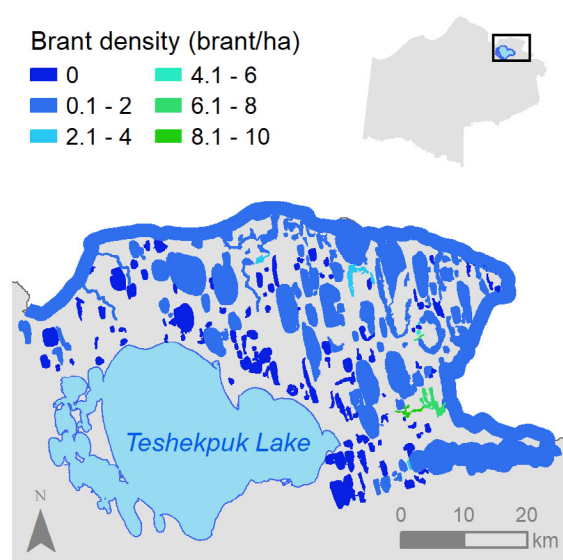 Brant density (brant/ha)
0
0.1 - 2
2.1 - 4
4.1 - 6
6.1 - 8
8.1 - 10
Teshekpuk Lake
N
0 10 20
km